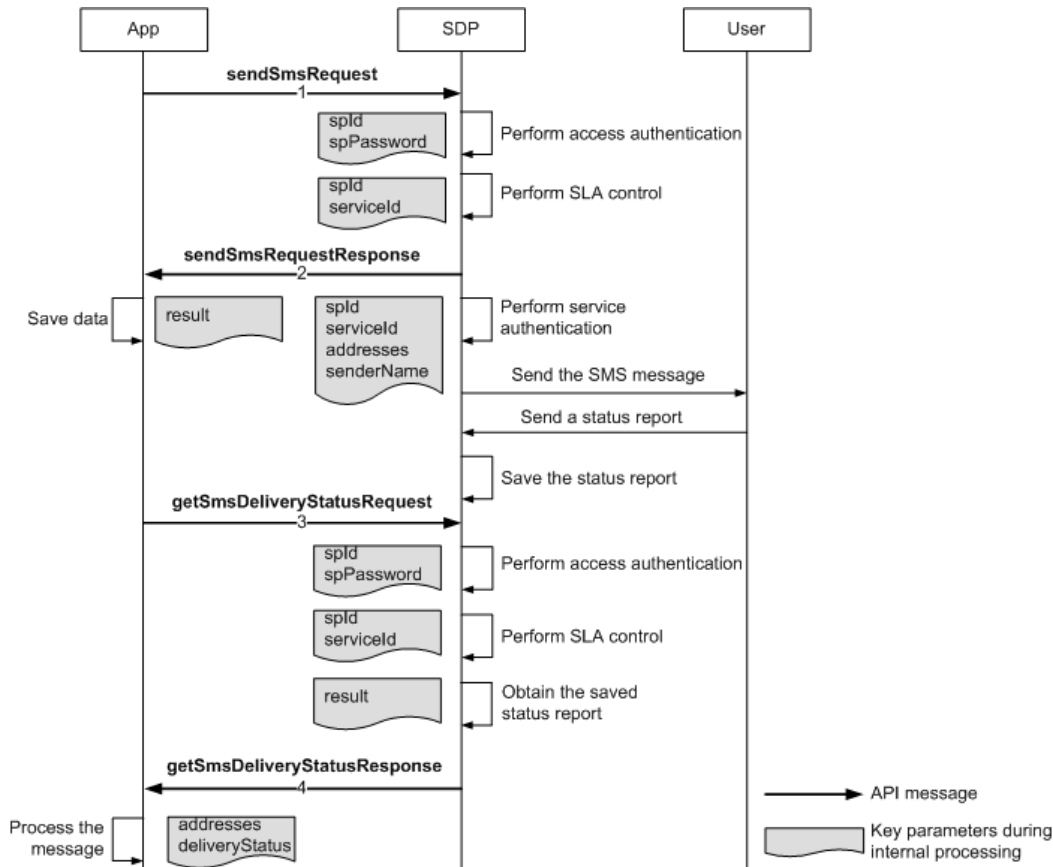 App
SDP
User
sendSmsRequest
1
spId
spPassword
Perform access authentication
spId
serviceId
Perform SLA control
sendSmsRequestResponse
2
Save data
result
spId
serviceId
addresses
senderName
Perform service
authentication
Send the SMS message
Send a status report
Save the status report
getSmsDeliveryStatusRequest
3
spId
spPassword
Perform access authentication
spId
serviceId
Perform SLA control
result
Obtain the saved
status report
getSmsDeliveryStatusResponse
4
Process the
message
addresses
deliveryStatus
API message
Key parameters during
internal processing